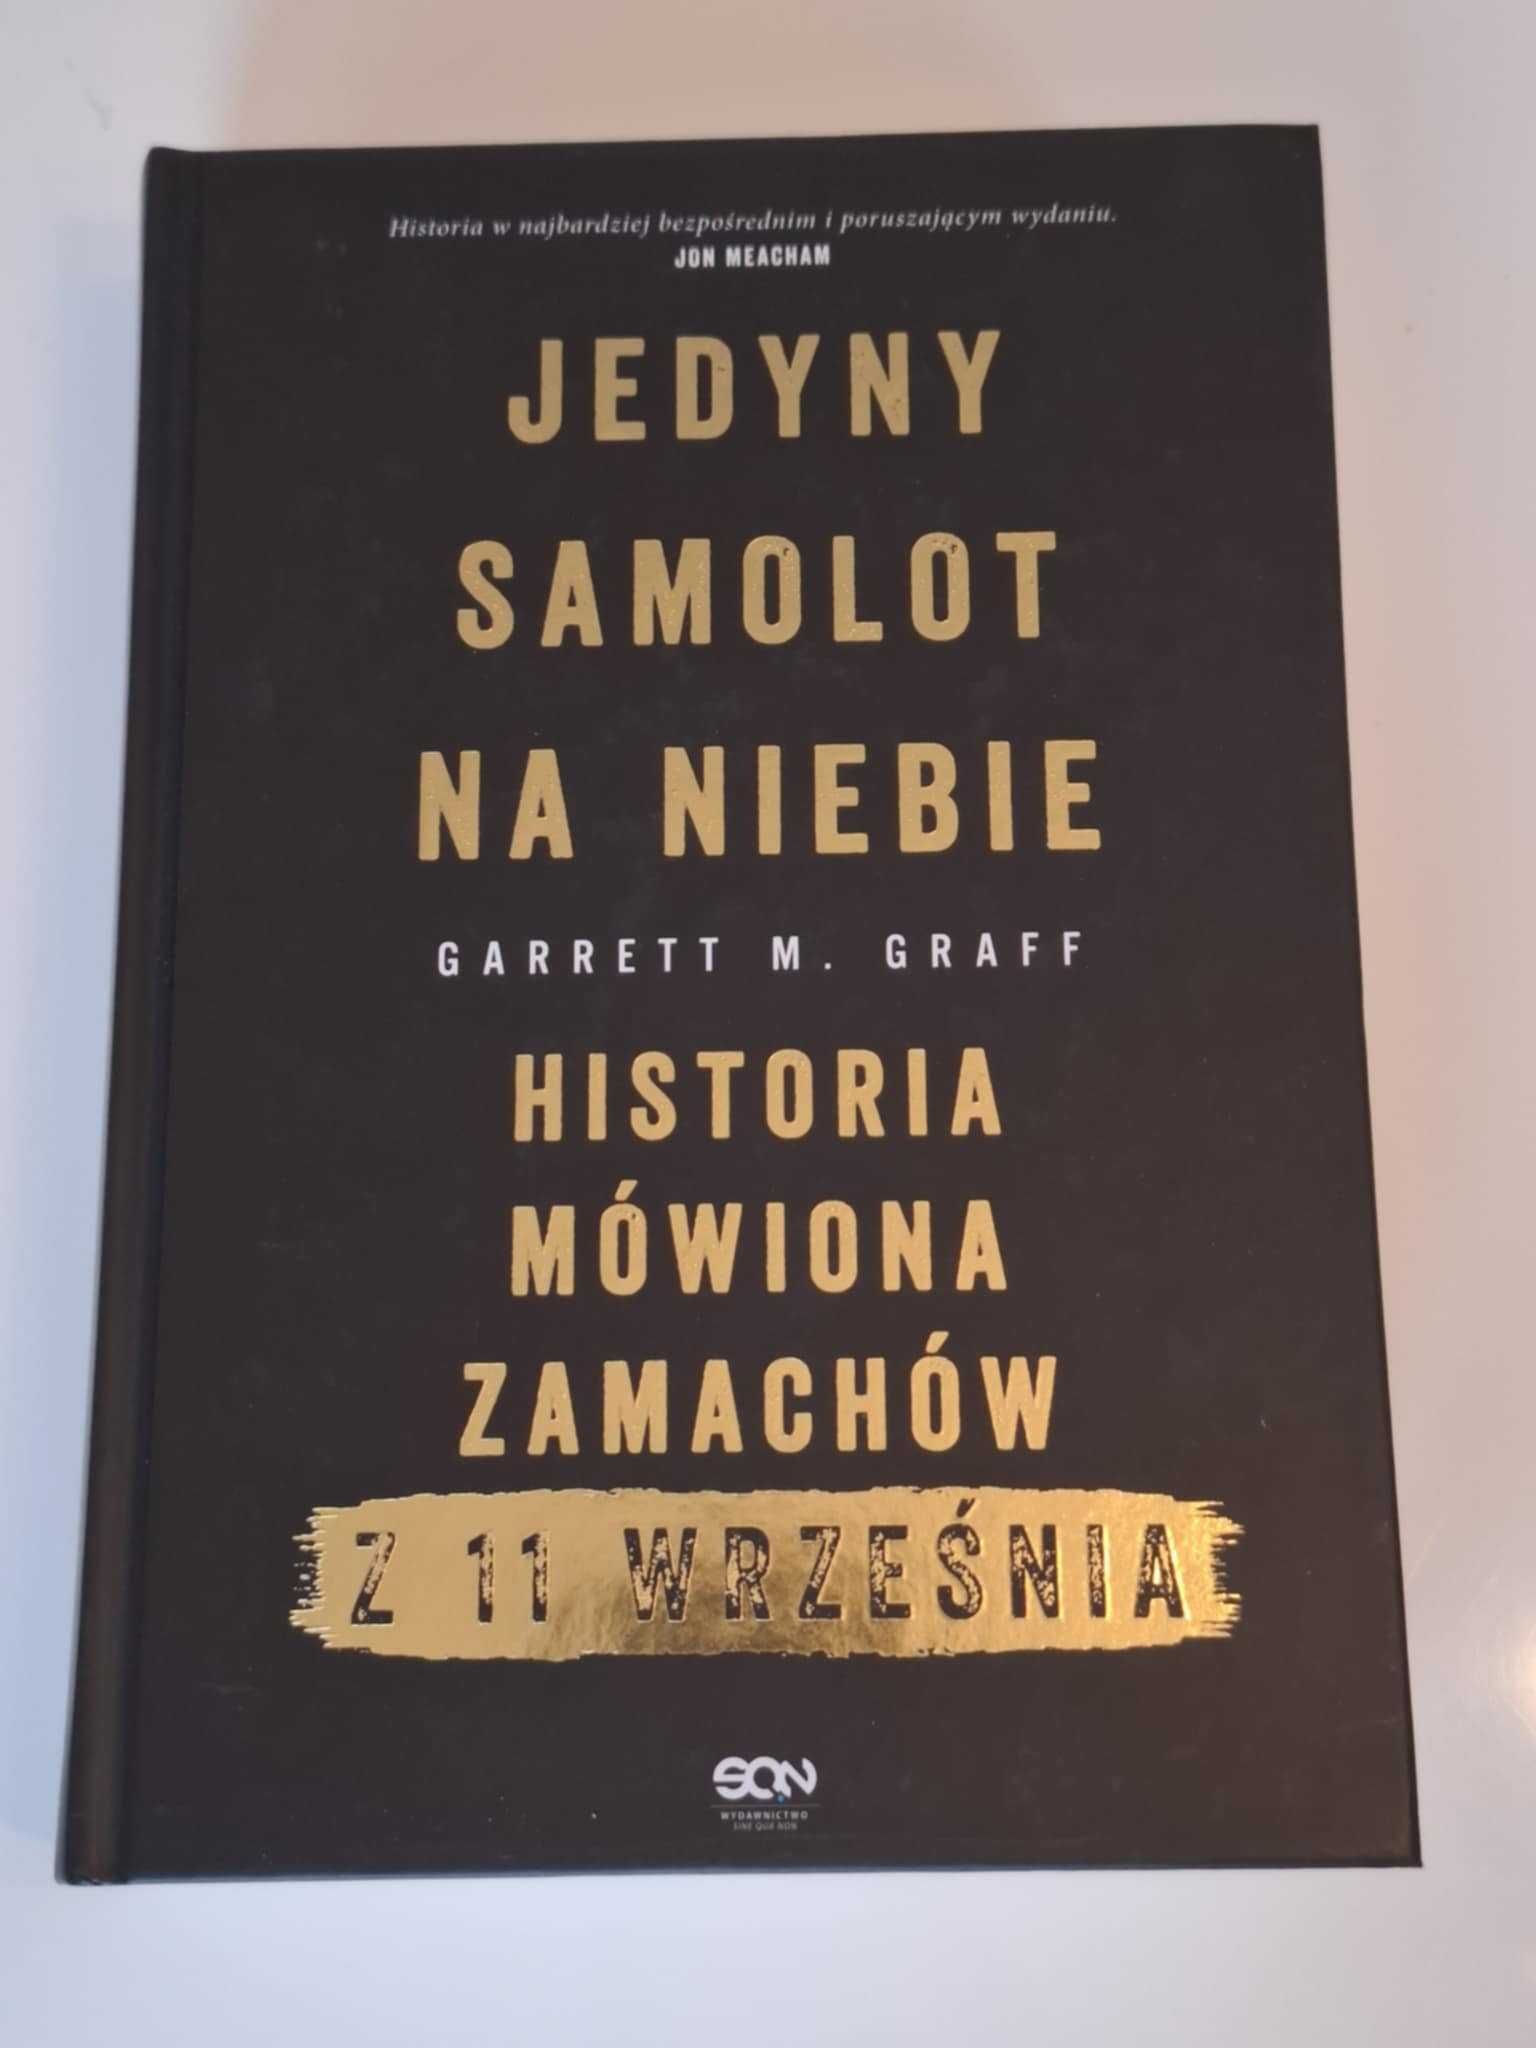 Historia w najbardziej bezpośrednim i poruszającym wydaniu.
JON MEACHAM
JEDYNY
SAMOLOT
NA NIEBIE
GARRETT M. GRAFF
HISTORIA
MÓWIONA
ZAMACHÓW
Z 11 WRZEŚNIA
SQN
WYDAWNICTWO
SINE QUA NON